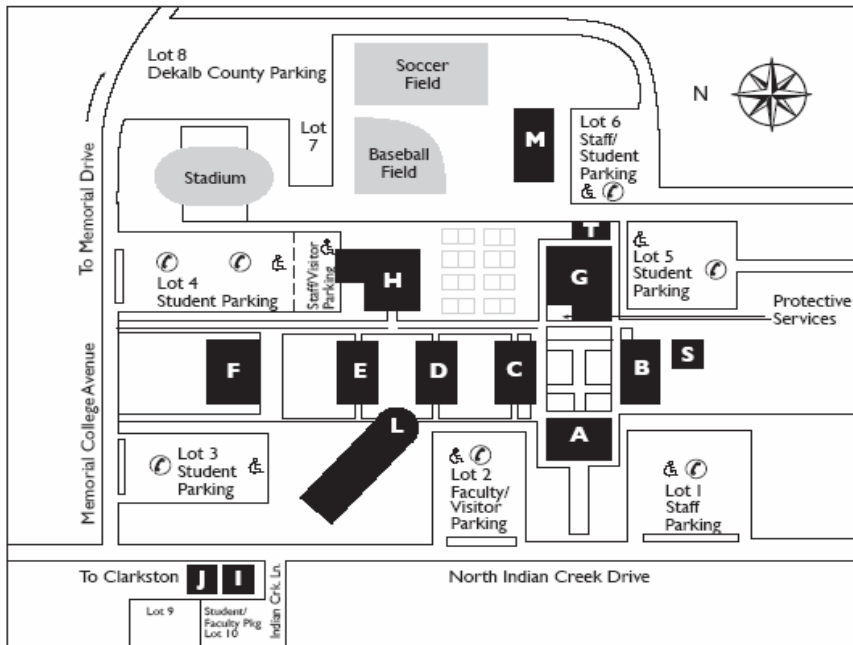 Lot 8
Dekalb County Parking
Soccer
Field
N
Lot
7
M
Lot 6
Staff/
Student
Parking
Baseball
Field
Stadium
To Memorial Drive
T
Lot 4
Student Parking
Staff/Visitor
Parking
H
G
Lot 5
Student
Parking
Protective
Services
F
E
D
C
B
S
L
A
Memorial College Avenue
Lot 3
Student
Parking
Lot 2
Faculty/
Visitor
Parking
Lot 1
Staff
Parking
To Clarkston
J
I
Indian Crk. Ln.
North Indian Creek Drive
Lot 9
Student/
Faculty Pkg
Lot 10